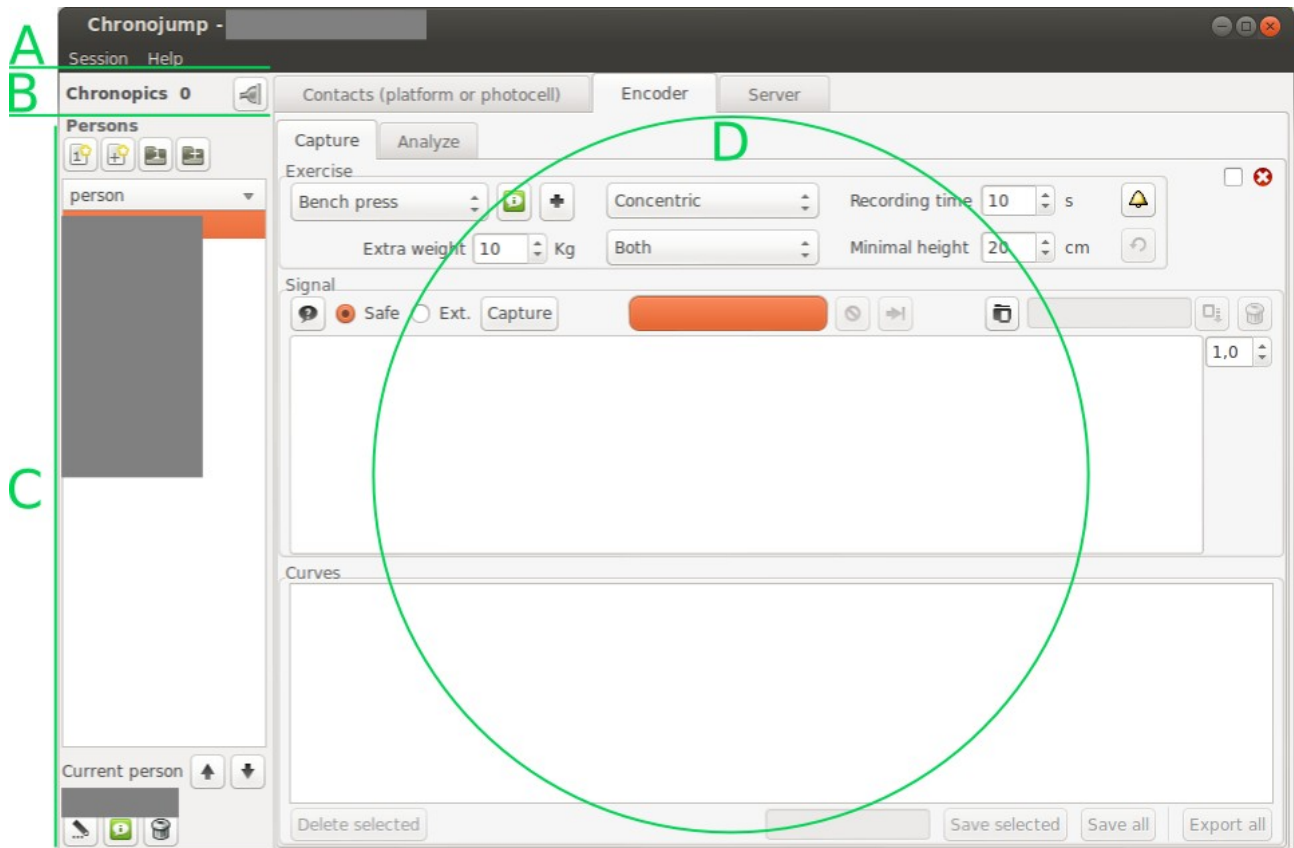 Chronojump -
A
Session Help
B
Chronopics 0
Contacts (platform or photocell) Encoder Server
Persons
D
Capture Analyze
Exercise
person
Bench press Concentric Recording time 10 s
Extra weight 10 Kg Both Minimal height 20 cm
Signal
Safe Ext. Capture
1,0
C
Curves
Current person
Delete selected Save selected Save all Export all